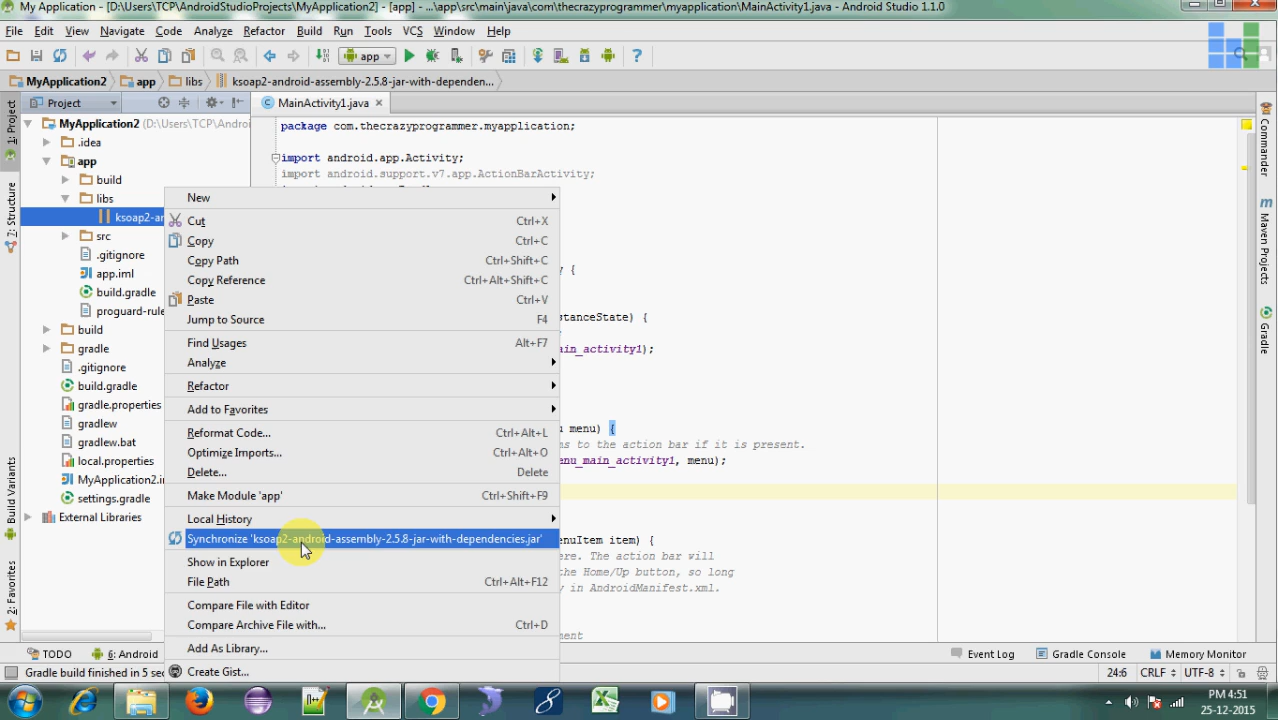 My Application - [D:\Users\TCP\AndroidStudioProjects\MyApplication2] - [app] - ...\app\src\main\java\com\thecrazyprogrammer\myapplication\MainActivity1.java - Android Studio 1.1.0
File Edit View Navigate Code Analyze Refactor Build Run Tools VCS Window Help
app
MyApplication2 app libs ksoap2-android-assembly-2.5.8-jar-with-dependen...
Project MainActivity1.java
1: Project
7: Structure
Build Variants
2: Favorites
MyApplication2 (D:\Users\TCP\Androi
.idea
app
build
libs
ksoap2-an
src
.gitignore
app.iml
build.gradle
proguard-rule
build
gradle
.gitignore
build.gradle
gradle.properties
gradlew
gradlew.bat
local.properties
MyApplication2.i
settings.gradle
External Libraries
package com.thecrazyprogrammer.myapplication;
import android.app.Activity;
import android.support.v7.app.ActionBarActivity;
{
stanceState) {
in_activity1);
menu) {
ms to the action bar if it is present.
enu_main_activity1, menu);
enuItem item) {
ere. The action bar will
the Home/Up button, so long
y in AndroidManifest.xml.
ment
New
Cut Ctrl+X
Copy Ctrl+C
Copy Path Ctrl+Shift+C
Copy Reference Ctrl+Alt+Shift+C
Paste Ctrl+V
Jump to Source F4
Find Usages Alt+F7
Analyze
Refactor
Add to Favorites
Reformat Code... Ctrl+Alt+L
Optimize Imports... Ctrl+Alt+O
Delete... Delete
Make Module 'app' Ctrl+Shift+F9
Local History
Synchronize 'ksoap2-android-assembly-2.5.8-jar-with-dependencies.jar'
Show in Explorer
File Path Ctrl+Alt+F12
Compare File with Editor
Compare Archive File with... Ctrl+D
Add As Library...
Create Gist...
Commander
Maven Projects
Gradle
TODO 6: Android Event Log Gradle Console Memory Monitor
Gradle build finished in 5 sec 24:6 CRLF UTF-8
PM 4:51
25-12-2015